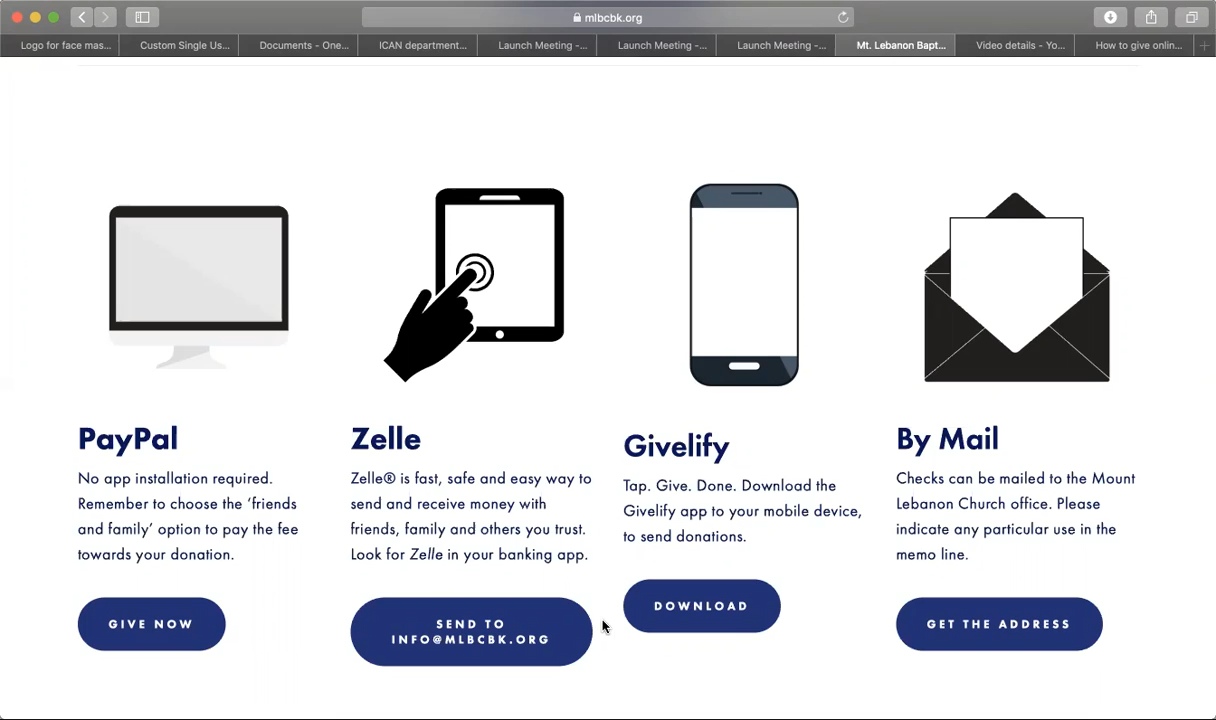 mlbcbk.org
Logo for face mas...
Custom Single Us...
Documents - One...
ICAN department...
Launch Meeting -...
Launch Meeting -...
Launch Meeting -...
Mt. Lebanon Bapt...
Video details - Yo...
How to give onlin...
PayPal
No app installation required.
Remember to choose the ‘friends
and family’ option to pay the fee
towards your donation.
GIVE NOW
Zelle
Zelle® is fast, safe and easy way to
send and receive money with
friends, family and others you trust.
Look for Zelle in your banking app.
SEND TO
INFO@MLBCBK.ORG
Givelify
Tap. Give. Done. Download the
Givelify app to your mobile device,
to send donations.
DOWNLOAD
By Mail
Checks can be mailed to the Mount
Lebanon Church office. Please
indicate any particular use in the
memo line.
GET THE ADDRESS